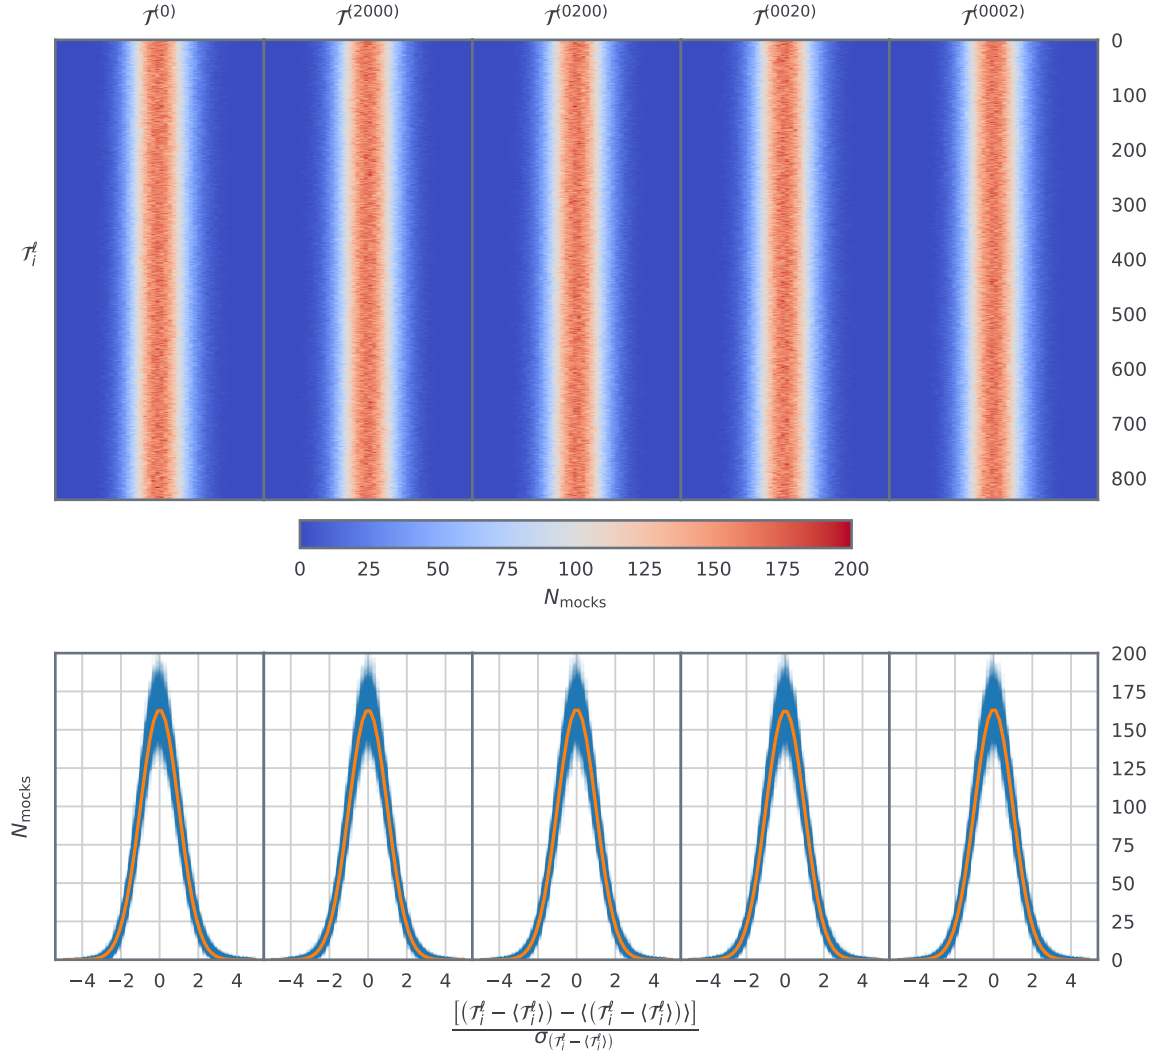 𝒯^(0) 𝒯^(2000) 𝒯^(0200) 𝒯^(0020) 𝒯^(0002)
0
100
200
300
𝒯_i^ℓ
400
500
600
700
800
0 25 50 75 100 125 150 175 200
N_mocks
200
175
150
125
N_mocks
100
75
50
25
0
−4 −2 0 2 4 −4 −2 0 2 4 −4 −2 0 2 4 −4 −2 0 2 4 −4 −2 0 2 4
[(𝒯_i^ℓ − ⟨𝒯_i^ℓ⟩) − ⟨(𝒯_i^ℓ − ⟨𝒯_i^ℓ⟩)⟩]
σ_(𝒯_i^ℓ − ⟨𝒯_i^ℓ⟩)